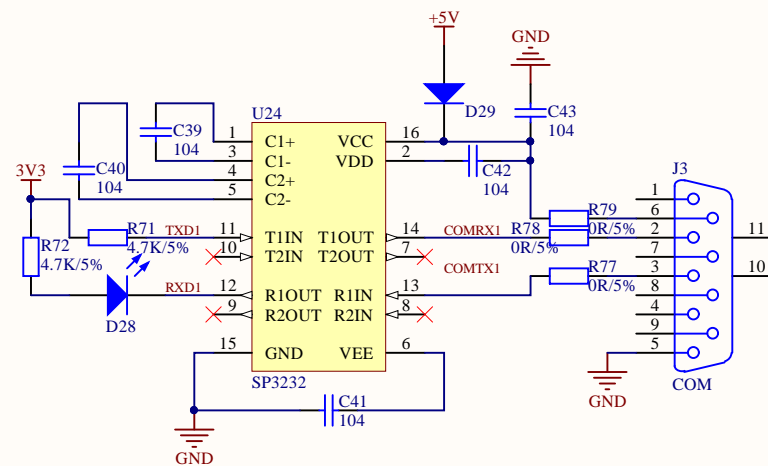 +5V
GND
U24
D29
C43
104
C39
104
1
C1+
VCC
16
3
C1-
VDD
2
C42
104
C40
104
4
C2+
5
C2-
3V3
J3
1
R79
0R/5%
6
R71
4.7K/5%
TXD1
11
T1IN
T1OUT
14
COMRX1
R78
2
11
R72
4.7K/5%
10
T2IN
T2OUT
7
7
COMTX1
R77
0R/5%
3
10
RXD1
12
R1OUT
R1IN
13
8
D28
9
R2OUT
R2IN
8
4
9
15
GND
VEE
6
5
SP3232
COM
C41
104
GND
GND